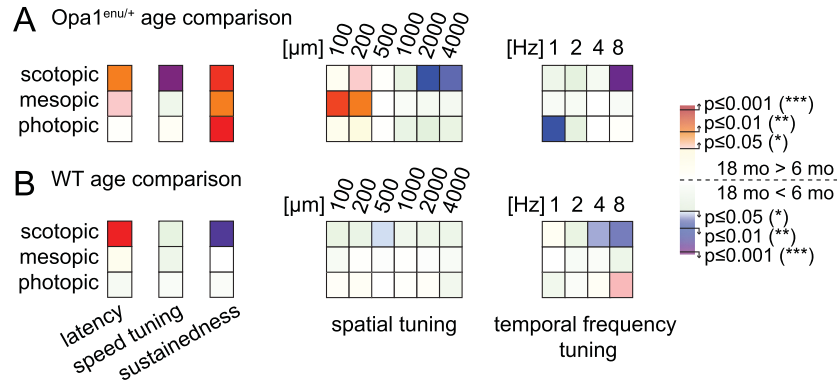 A Opa1enu/+ age comparison
[µm] 100 200 500 1000 2000 4000
[Hz] 1 2 4 8
scotopic
mesopic
photopic
p≤0.001 (***)
p≤0.01 (**)
p≤0.05 (*)
18 mo > 6 mo
18 mo < 6 mo
p≤0.05 (*)
p≤0.01 (**)
p≤0.001 (***)
B WT age comparison
[µm] 100 200 500 1000 2000 4000
[Hz] 1 2 4 8
scotopic
mesopic
photopic
latency
speed tuning
sustainedness
spatial tuning
temporal frequency
tuning